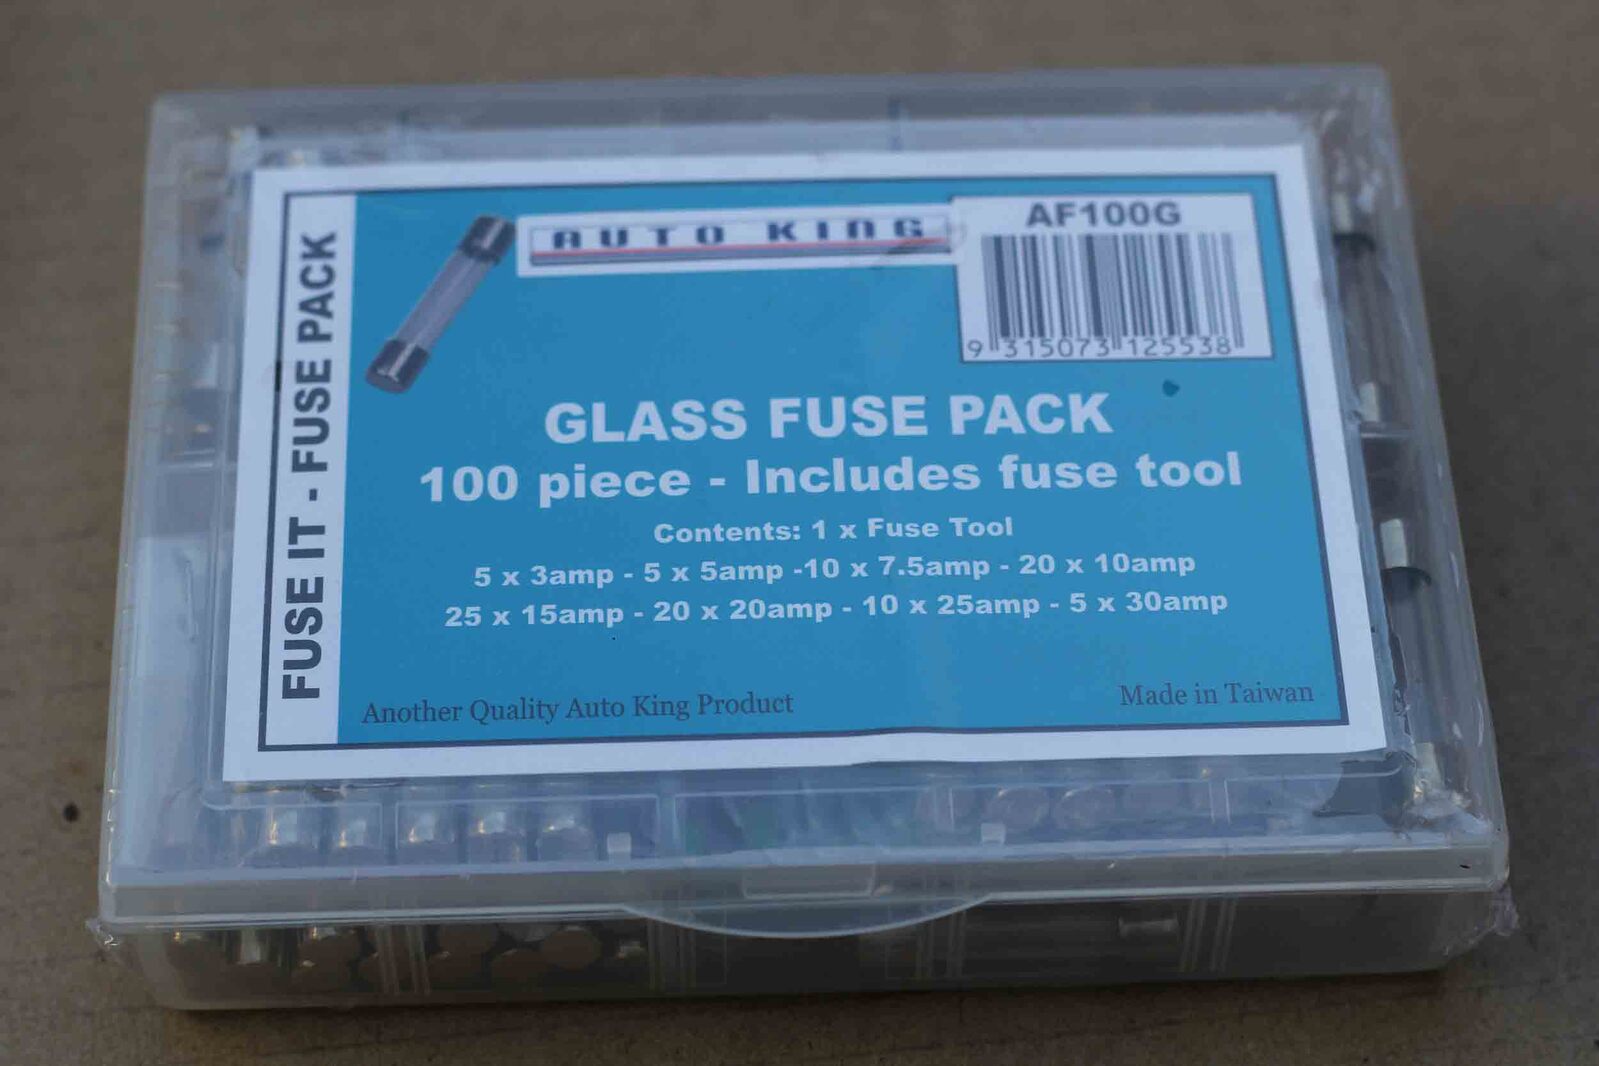 FUSE IT - FUSE PACK
AUTO KING
AF100G
9 315073 125538
GLASS FUSE PACK
100 piece - Includes fuse tool
Contents: 1 x Fuse Tool
5 x 3amp - 5 x 5amp -10 x 7.5amp - 20 x 10amp
25 x 15amp - 20 x 20amp - 10 x 25amp - 5 x 30amp
Another Quality Auto King Product
Made in Taiwan